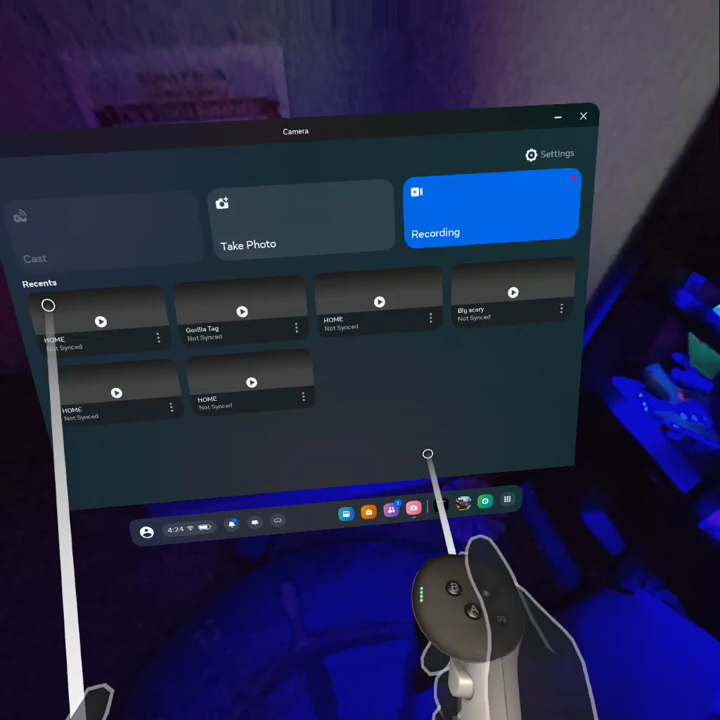 Camera
Settings
Cast
Take Photo
Recording
Recents
HOME
Not Synced
Gorilla Tag
Not Synced
HOME
Not Synced
Big scary
Not Synced
HOME
Not Synced
HOME
Not Synced
4:24
B
A